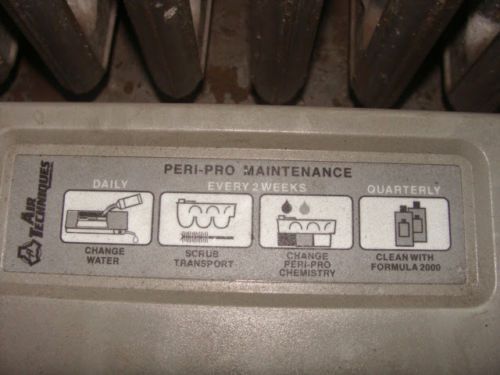 AIR
TECHNIQUES
PERI-PRO MAINTENANCE
DAILY
EVERY 2 WEEKS
QUARTERLY
CHANGE
WATER
SCRUB
TRANSPORT
CHANGE
PERI-PRO
CHEMISTRY
CLEAN WITH
FORMULA 2000